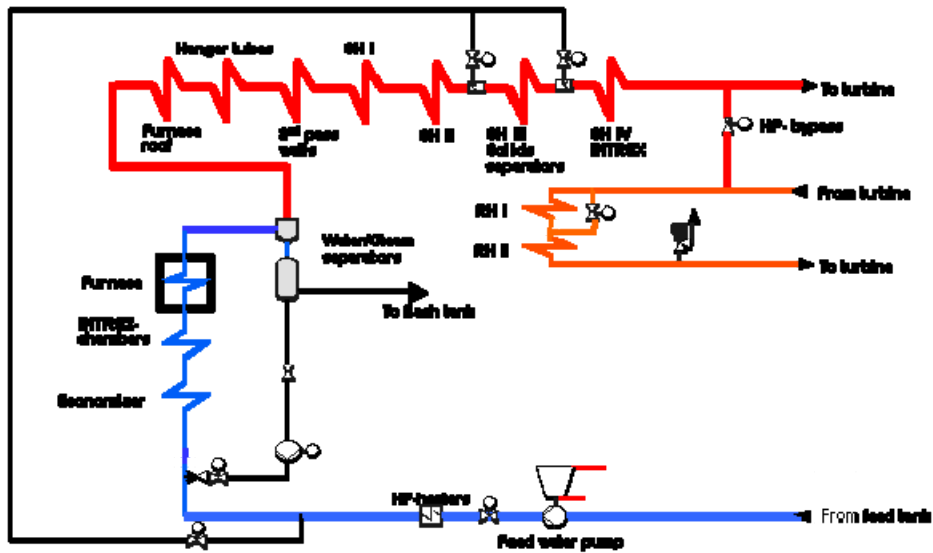 Hanger tubes
SH I
To turbine
Furnace
roof
2nd pass
walls
SH II
SH III
Solids
separators
SH IV
INTREX
HP- bypass
From turbine
RH I
RH II
Water/Steam
separators
To turbine
Furnace
To flash tank
INTREX-
chambers
Economizer
HP-heaters
From feed tank
Feed water pump